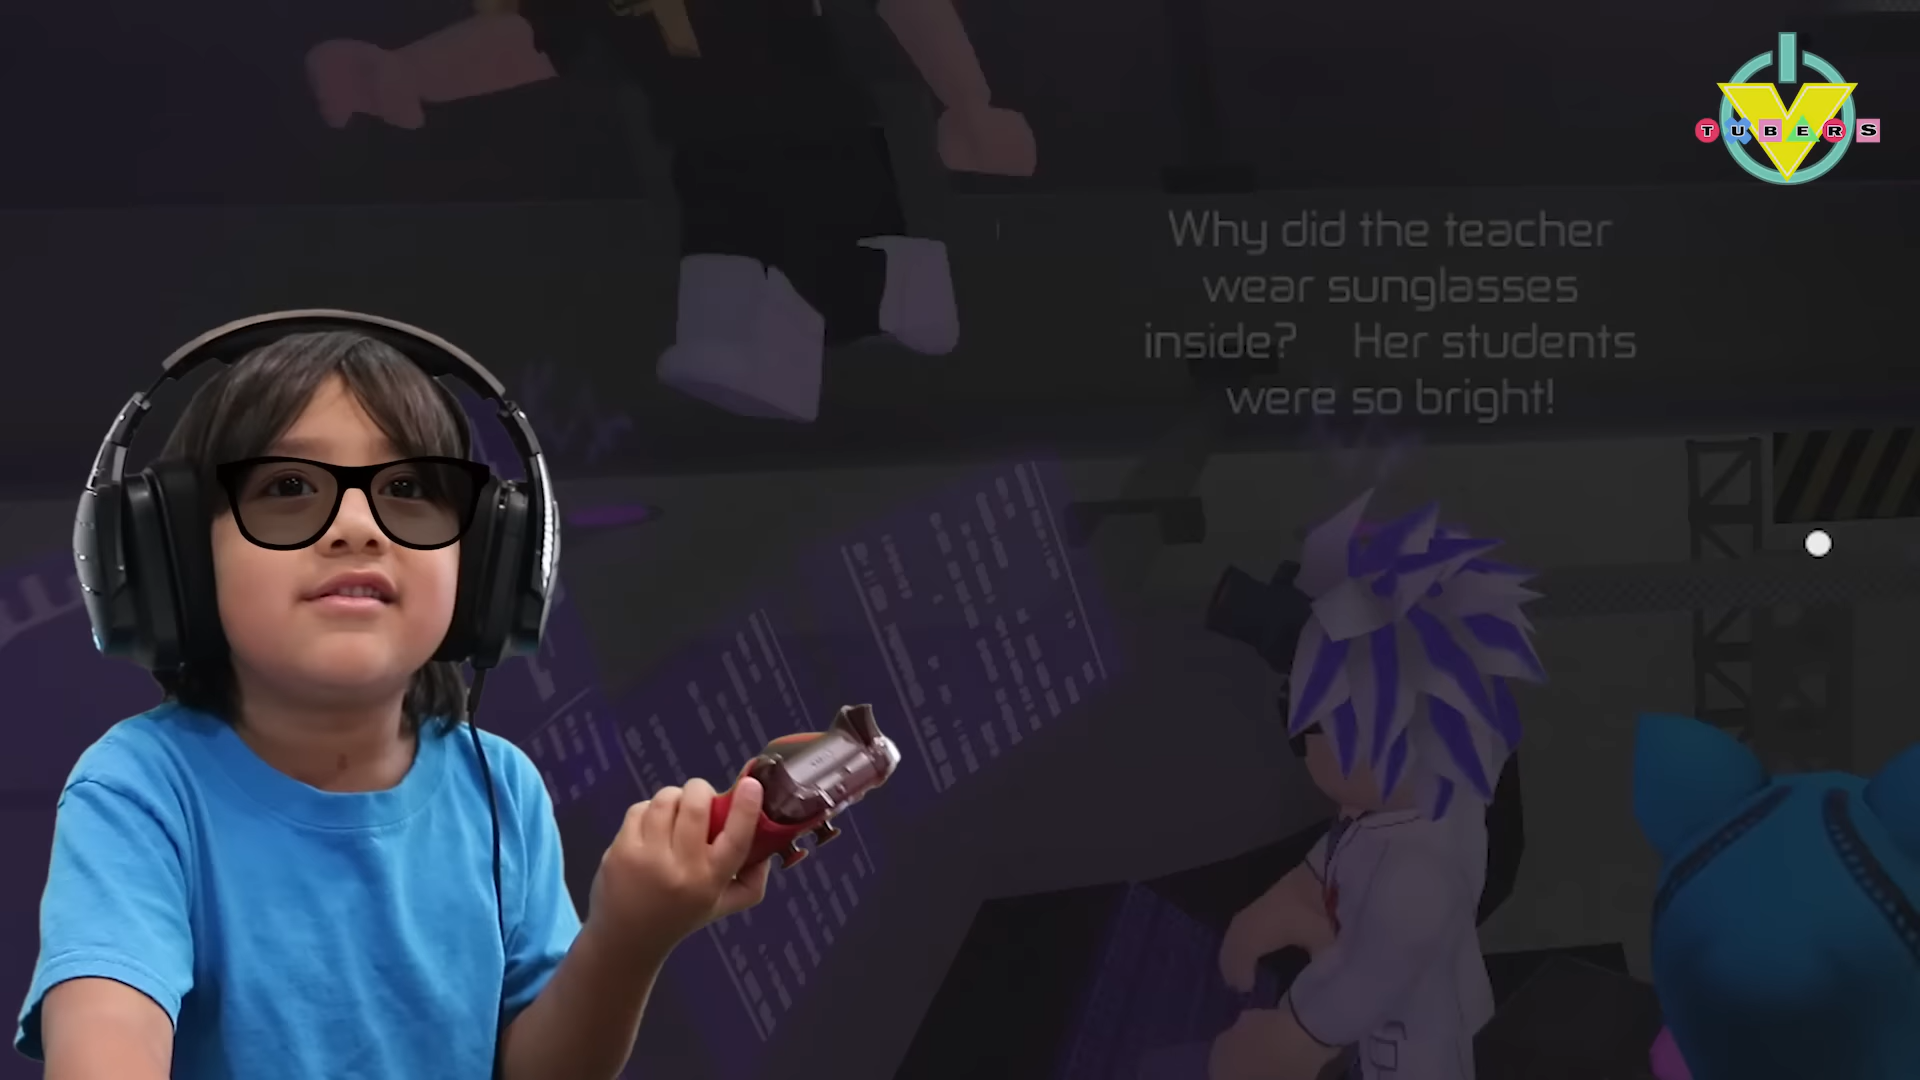 V
TUBERS
Why did the teacher
wear sunglasses
inside? Her students
were so bright!